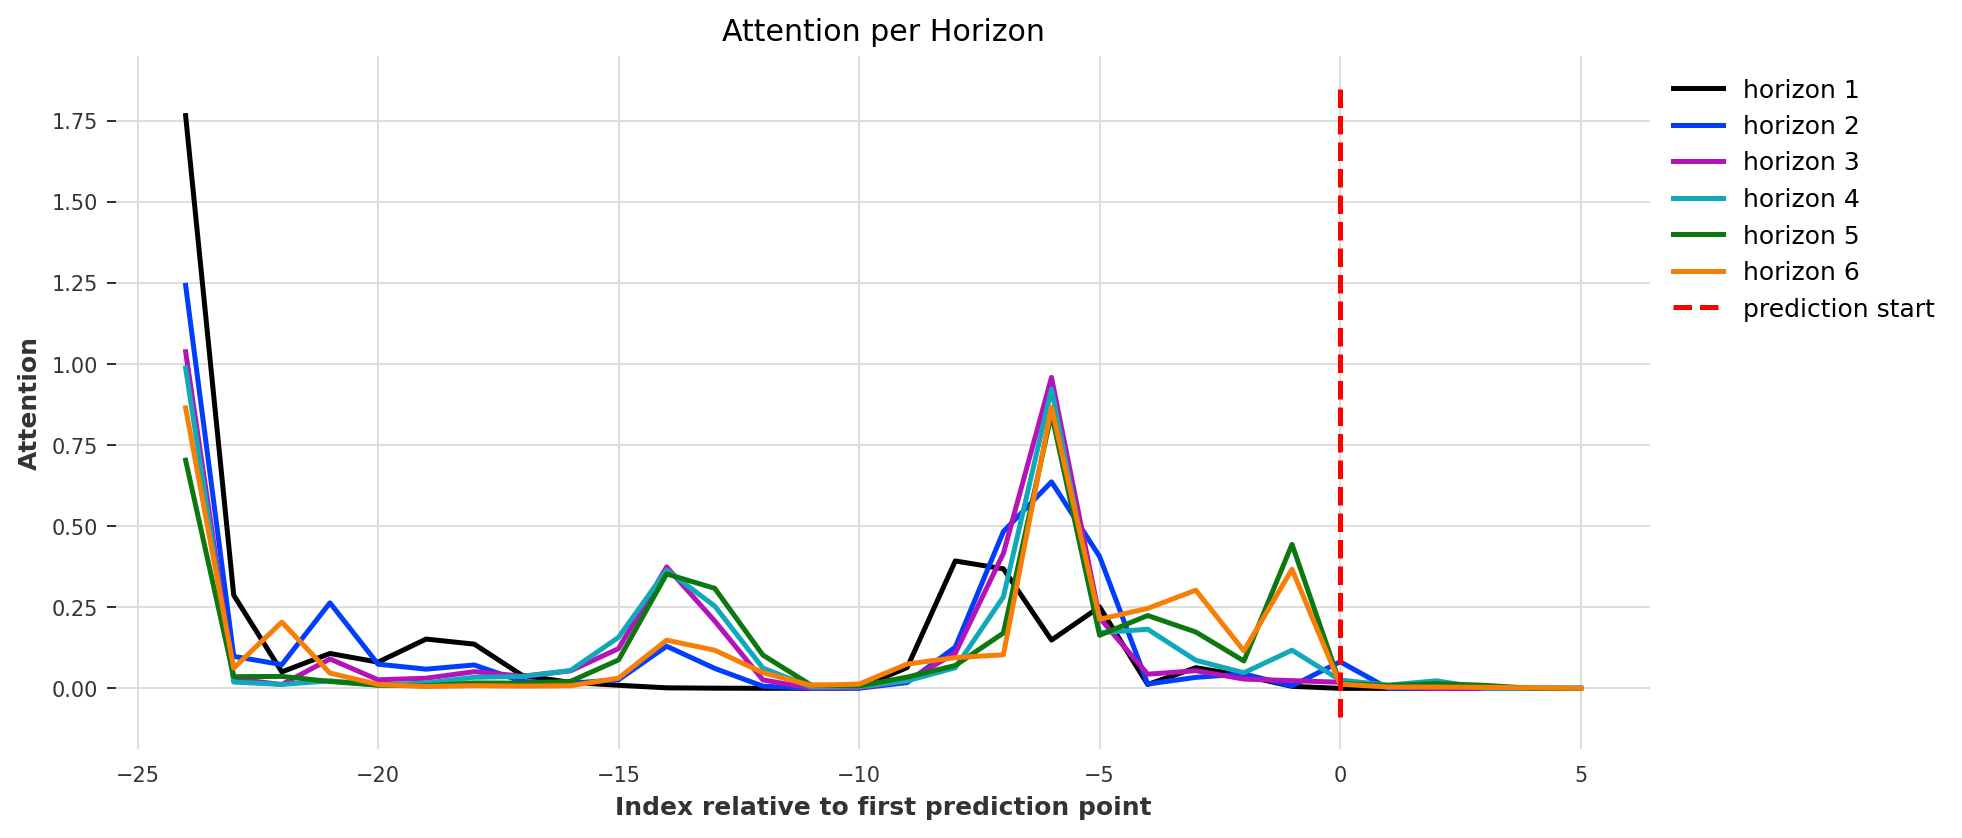 Attention per Horizon
horizon 1
horizon 2
horizon 3
horizon 4
horizon 5
horizon 6
prediction start
Attention
1.75
1.50
1.25
1.00
0.75
0.50
0.25
0.00
−25 −20 −15 −10 −5 0 5
Index relative to first prediction point